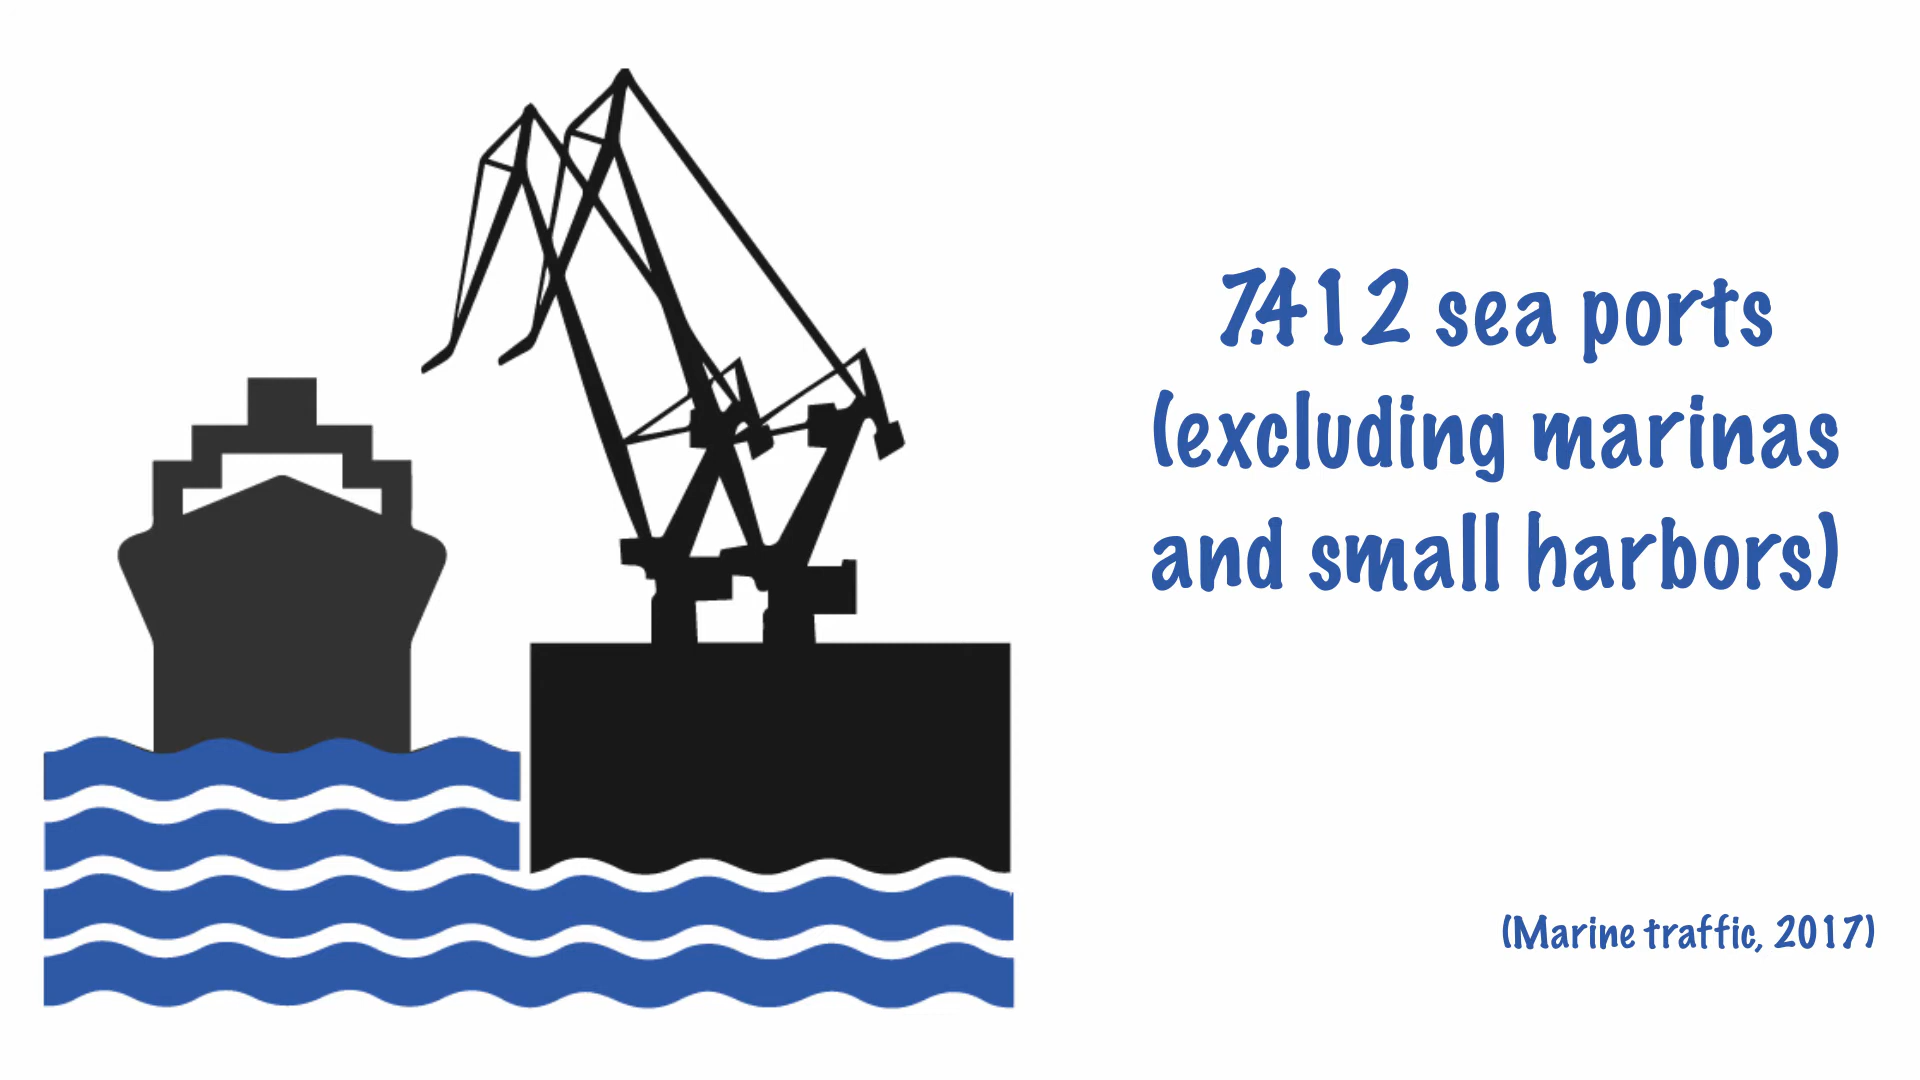 7.412 sea ports
(excluding marinas
and small harbors)
(Marine traffic, 2017)